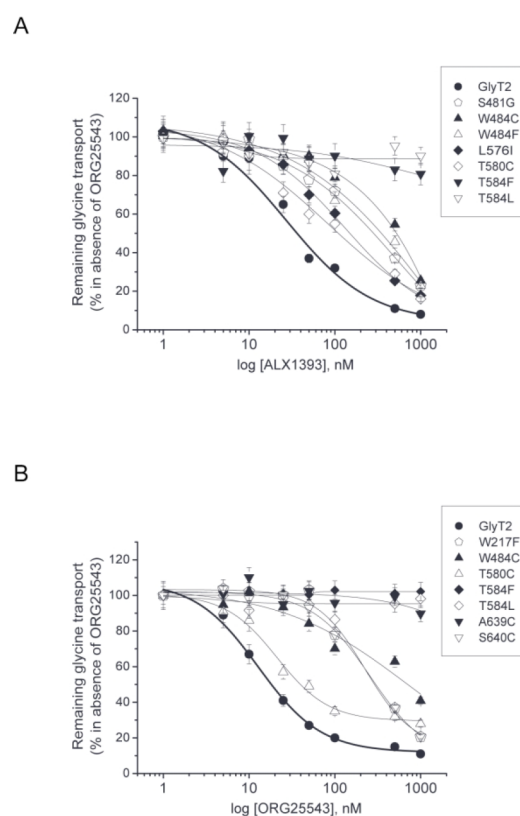 A
Remaining glycine transport
(% in absence of ORG25543)
120
100
80
60
40
20
0
1
10
100
1000
log [ALX1393], nM
GlyT2
S481G
W484C
W484F
L576I
T580C
T584F
T584L
B
Remaining glycine transport
(% in absence of ORG25543)
120
100
80
60
40
20
0
1
10
100
1000
log [ORG25543], nM
GlyT2
W217F
W484C
T580C
T584F
T584L
A639C
S640C